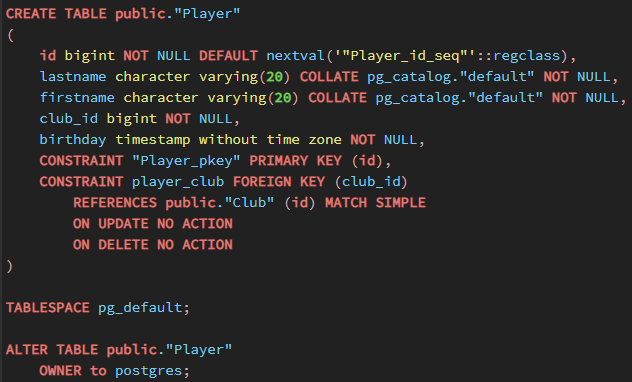 CREATE TABLE public."Player"
(
    id bigint NOT NULL DEFAULT nextval('"Player_id_seq"'::regclass),
    lastname character varying(20) COLLATE pg_catalog."default" NOT NULL,
    firstname character varying(20) COLLATE pg_catalog."default" NOT NULL,
    club_id bigint NOT NULL,
    birthday timestamp without time zone NOT NULL,
    CONSTRAINT "Player_pkey" PRIMARY KEY (id),
    CONSTRAINT player_club FOREIGN KEY (club_id)
        REFERENCES public."Club" (id) MATCH SIMPLE
        ON UPDATE NO ACTION
        ON DELETE NO ACTION
)
TABLESPACE pg_default;
ALTER TABLE public."Player"
    OWNER to postgres;